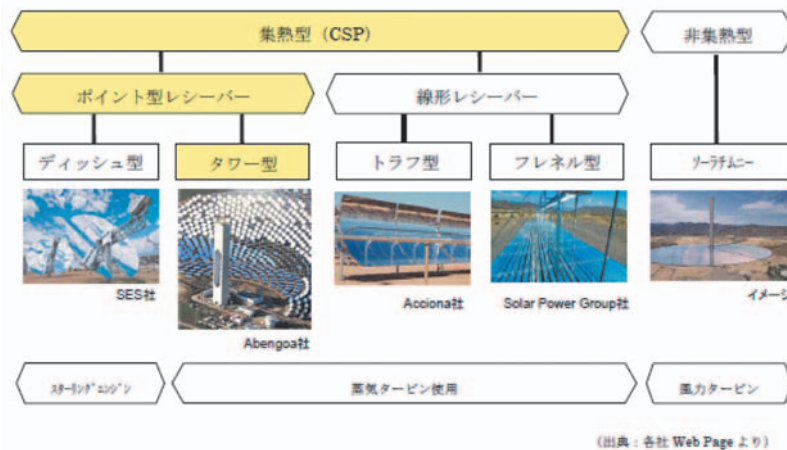 集熱型（CSP）
非集熱型
ポイント型レシーバー
線形レシーバー
ディッシュ型
タワー型
トラフ型
フレネル型
ソーラチムニー
SES社
Abengoa社
Acciona社
Solar Power Group社
イメージ
スターリングエンジン
蒸気タービン使用
風力タービン
（出典：各社 Web Page より）